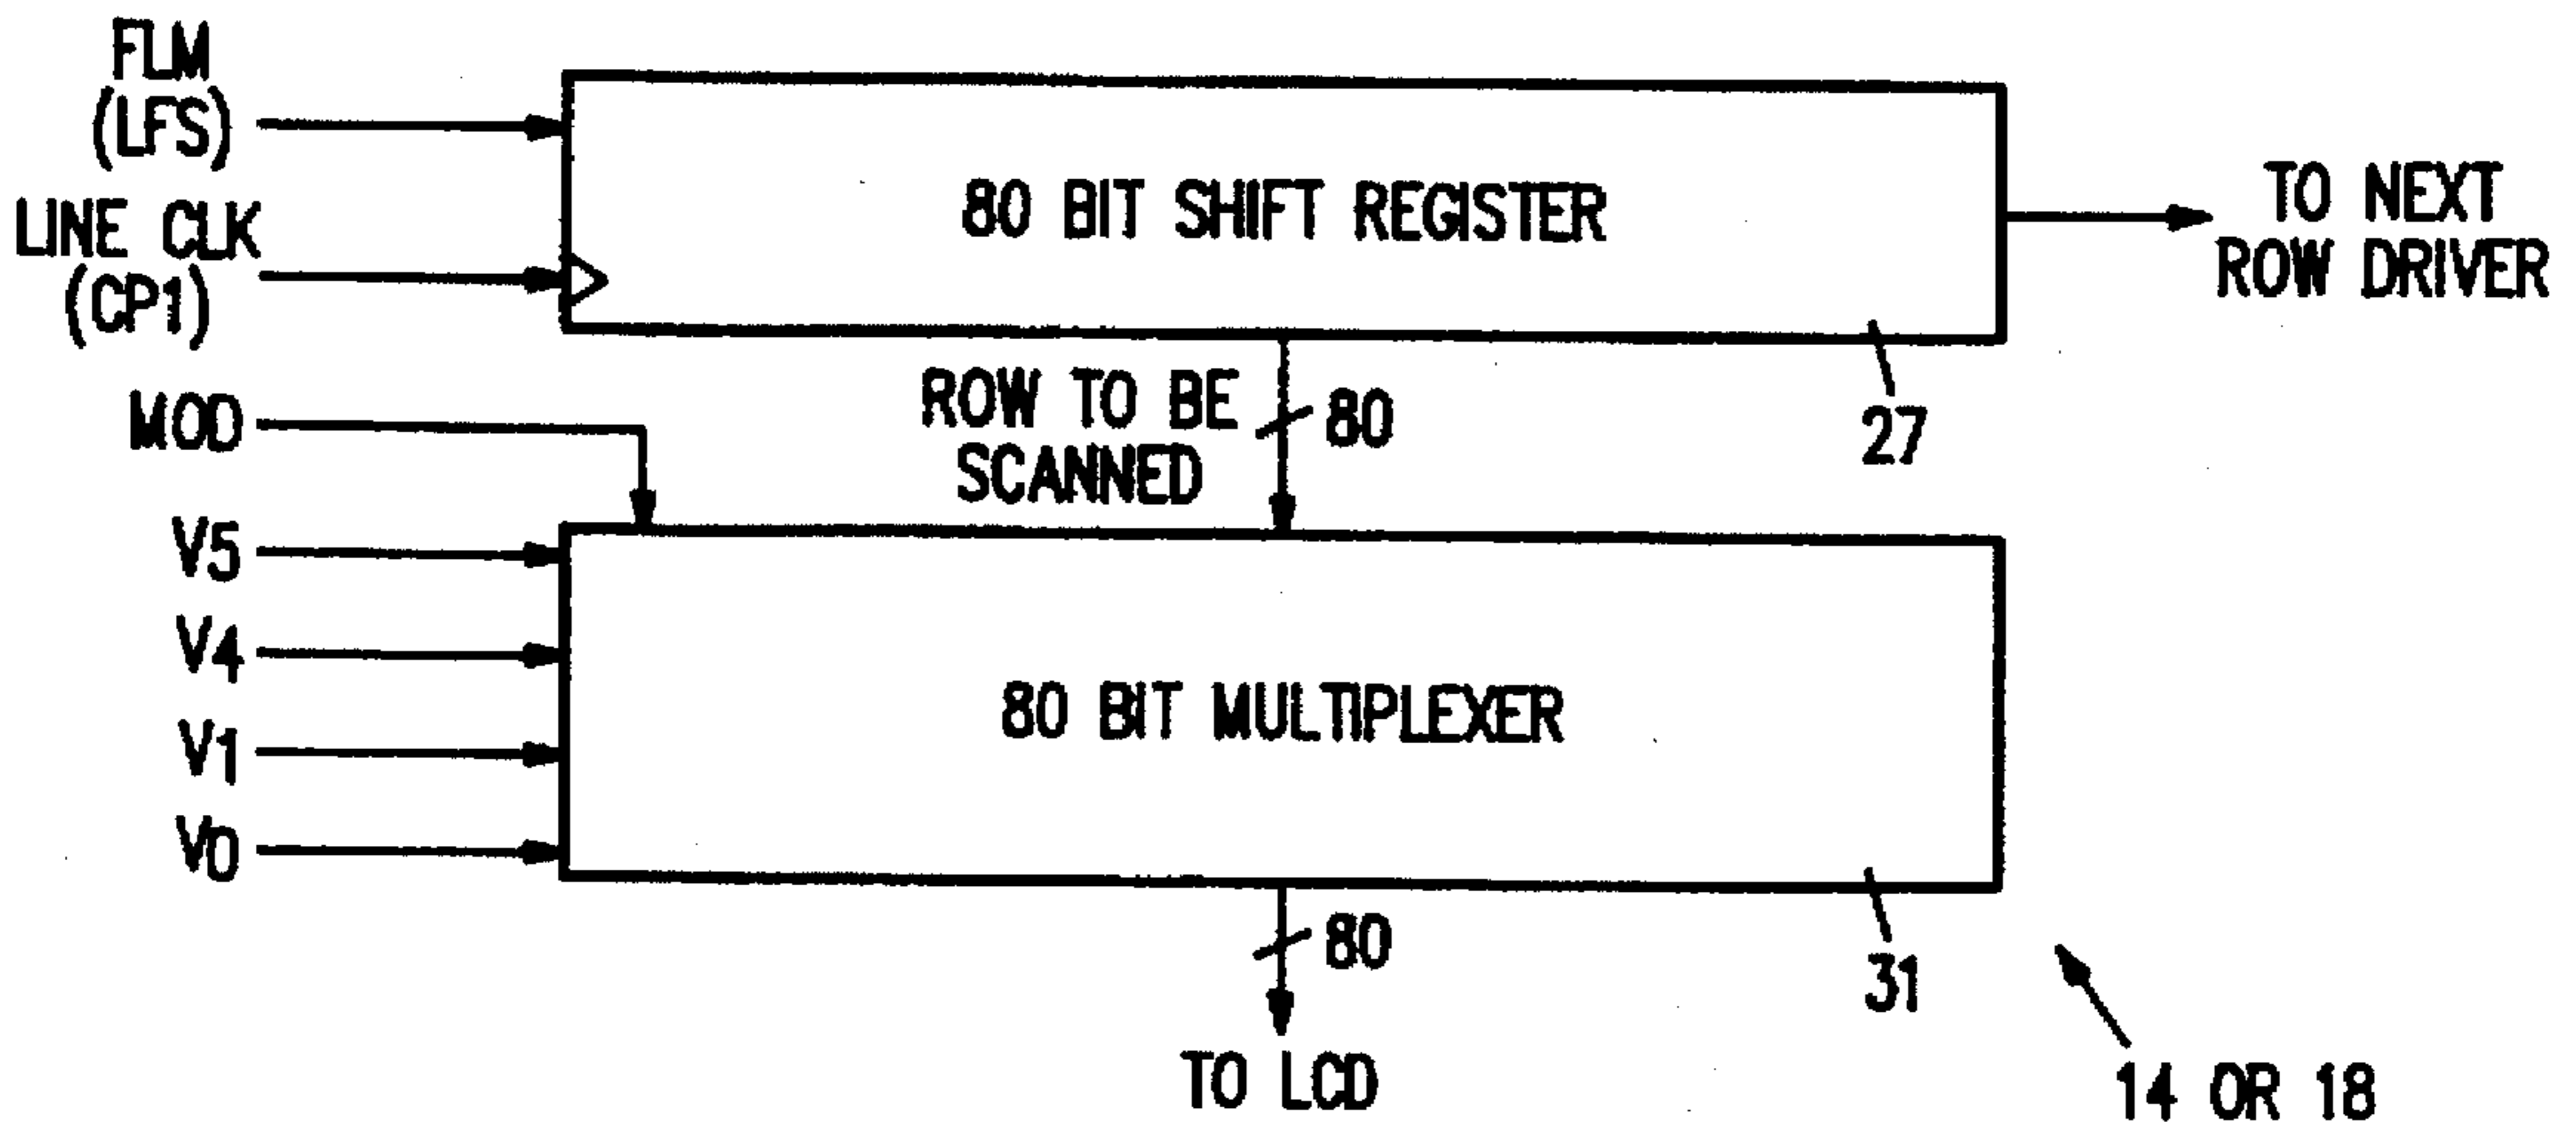 FLM
(LFS)
LINE CLK
(CP1)
80 BIT SHIFT REGISTER
TO NEXT
ROW DRIVER
27
MOD
ROW TO BE
SCANNED
80
V5
V4
V1
V0
80 BIT MULTIPLEXER
31
80
TO LCD
14 OR 18